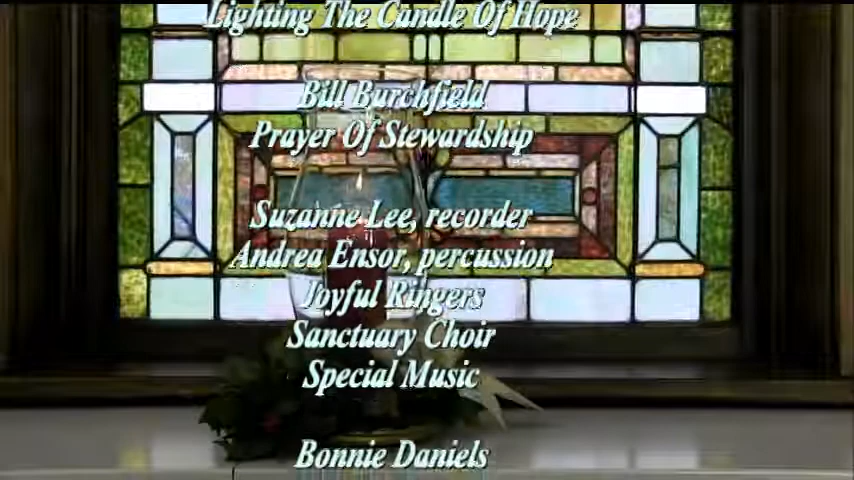 Lighting The Candle Of Hope
Bill Burchfield
Prayer Of Stewardship
Suzanne Lee, recorder
Andrea Ensor, percussion
Joyful Ringers
Sanctuary Choir
Special Music
Bonnie Daniels